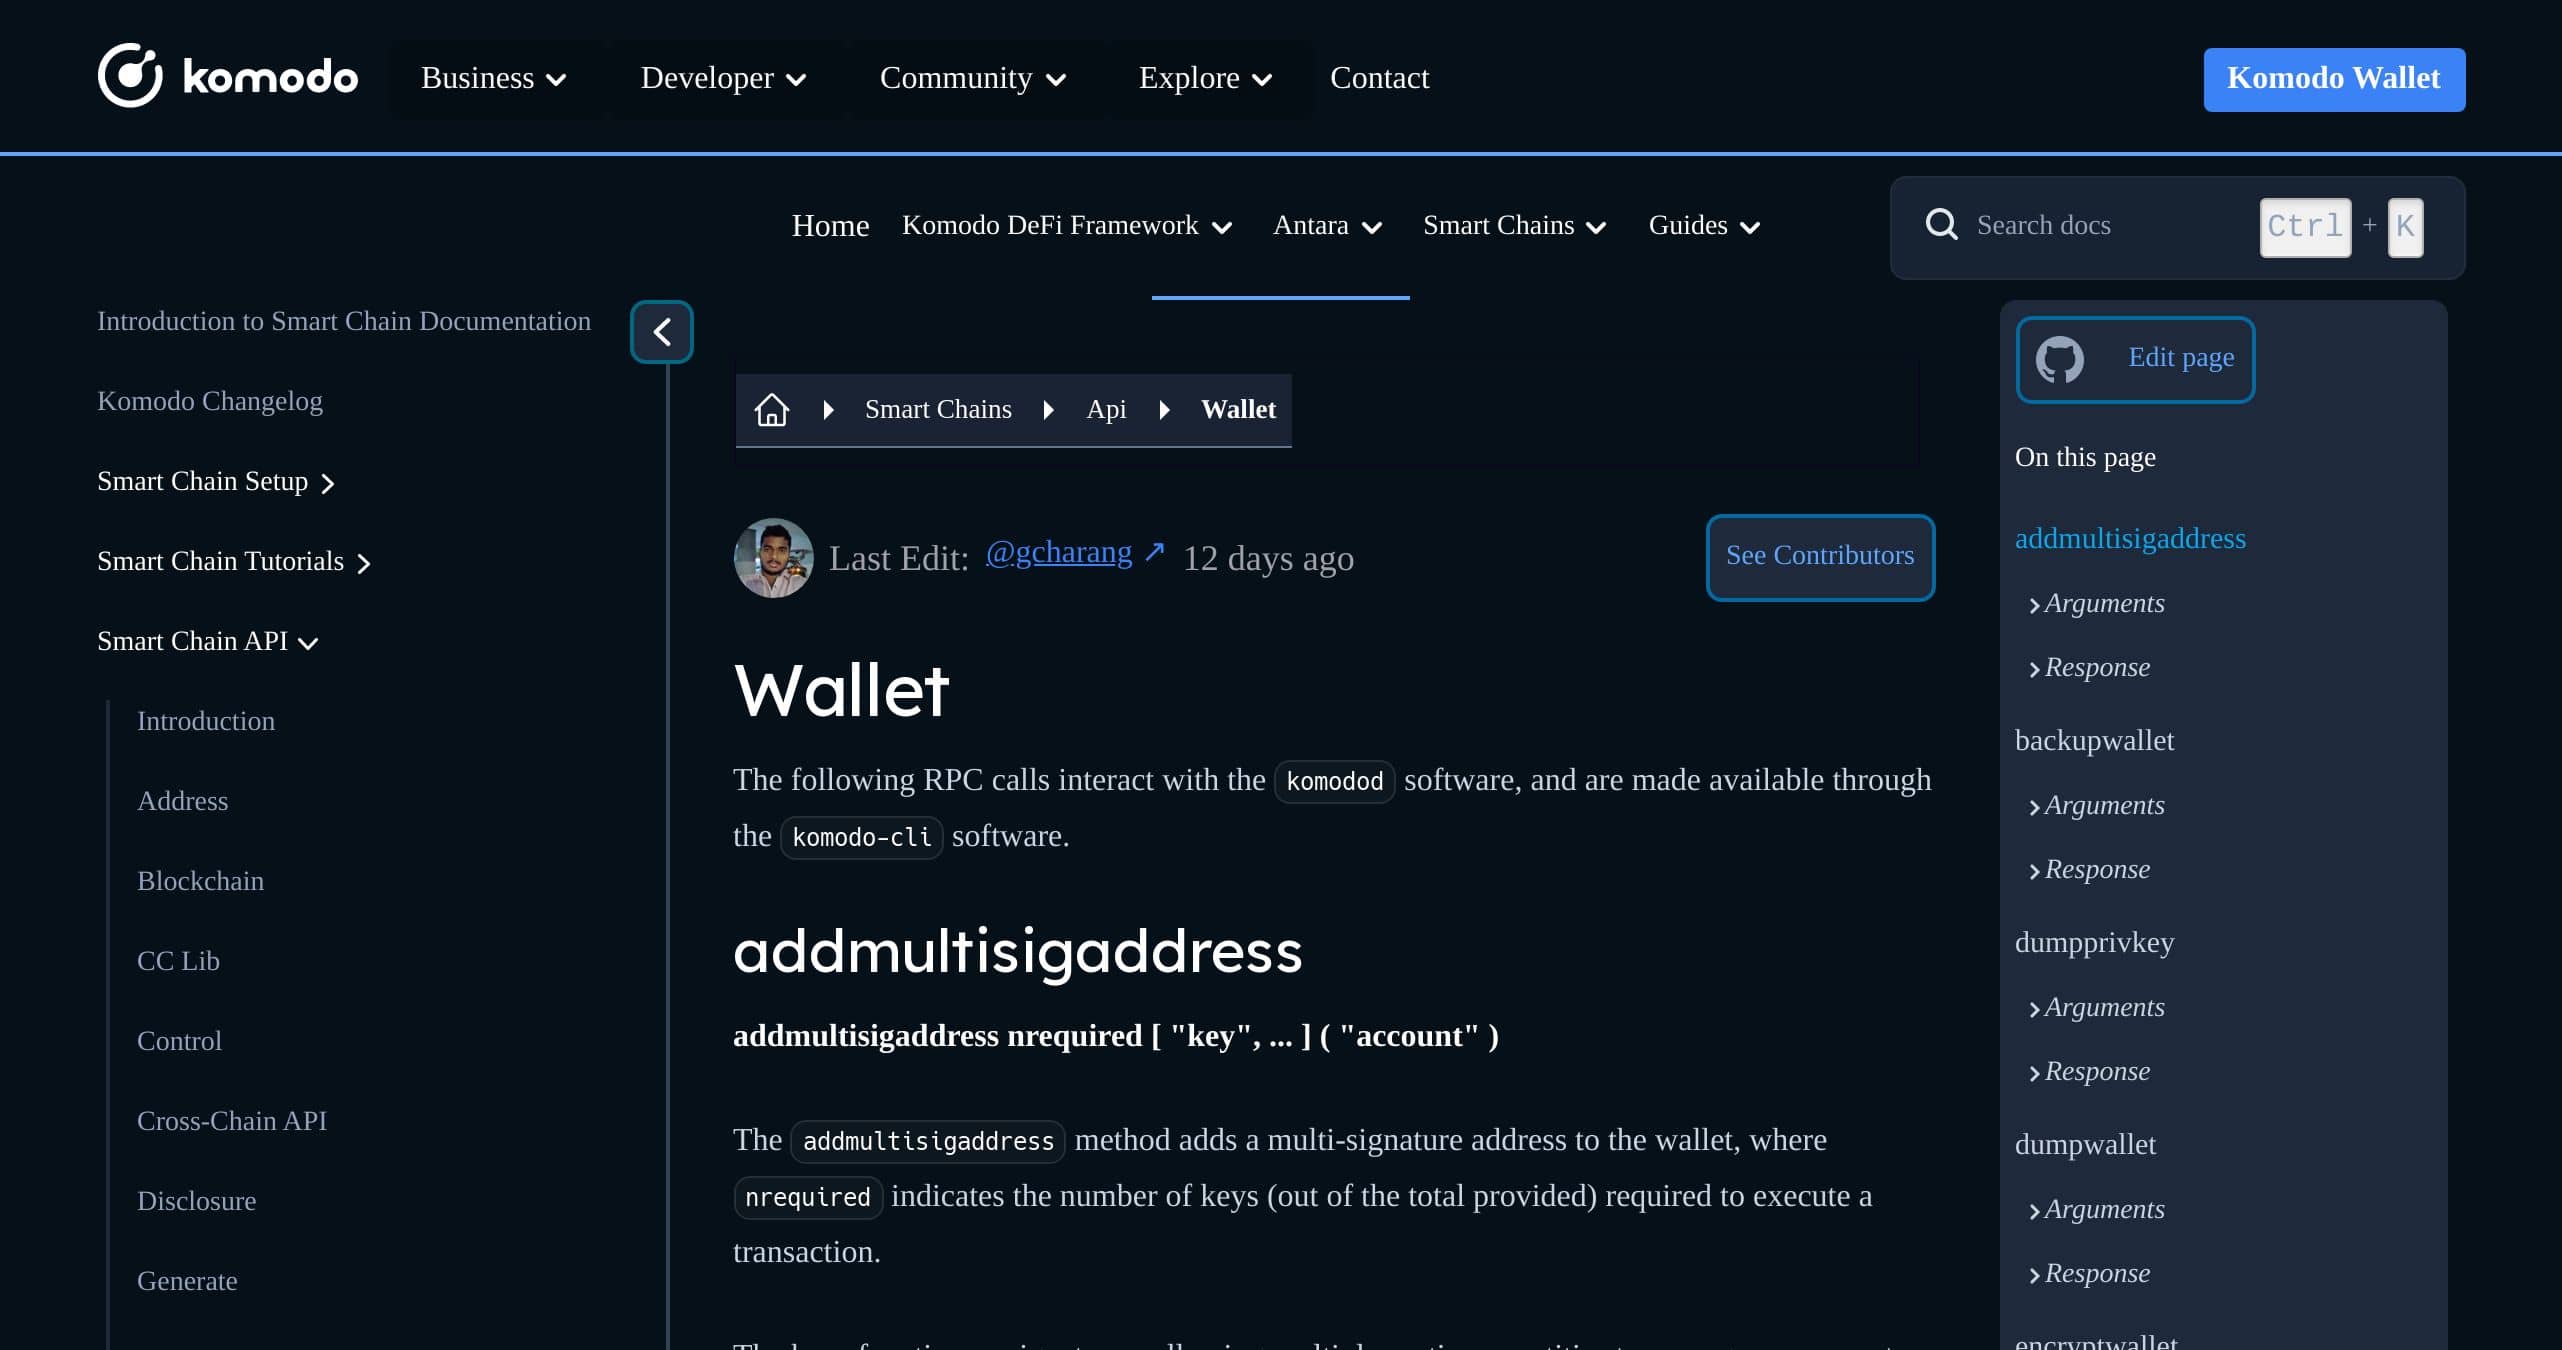 komodo
Business
Developer
Community
Explore
Contact
Komodo Wallet
Home
Komodo DeFi Framework
Antara
Smart Chains
Guides
Search docs
Ctrl + K
Introduction to Smart Chain Documentation
Komodo Changelog
Smart Chain Setup
Smart Chain Tutorials
Smart Chain API
Introduction
Address
Blockchain
CC Lib
Control
Cross-Chain API
Disclosure
Generate
Smart Chains
Api
Wallet
Last Edit: @gcharang ↗ 12 days ago
See Contributors
Wallet
The following RPC calls interact with the komodod software, and are made available through
the komodo-cli software.
addmultisigaddress
addmultisigaddress nrequired [ "key", ... ] ( "account" )
The addmultisigaddress method adds a multi-signature address to the wallet, where
nrequired indicates the number of keys (out of the total provided) required to execute a
transaction.
Edit page
On this page
addmultisigaddress
Arguments
Response
backupwallet
Arguments
Response
dumpprivkey
Arguments
Response
dumpwallet
Arguments
Response
encryptwallet